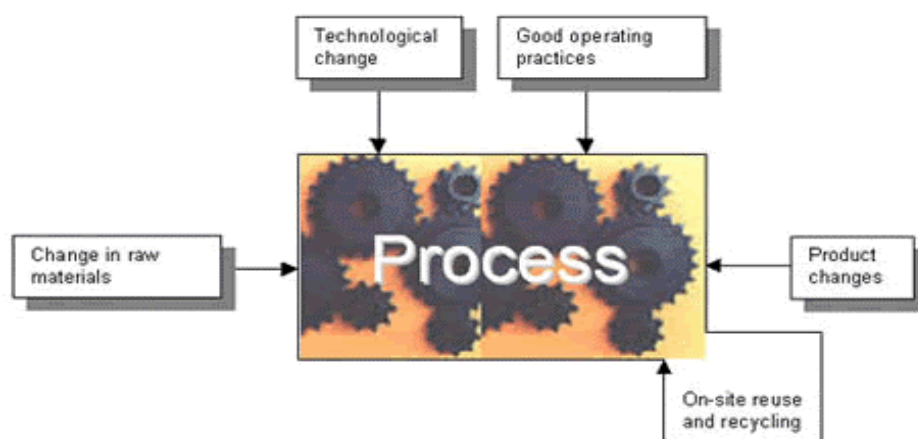 Technological
change
Good operating
practices
Change in raw
materials
Process
Product
changes
On-site reuse
and recycling